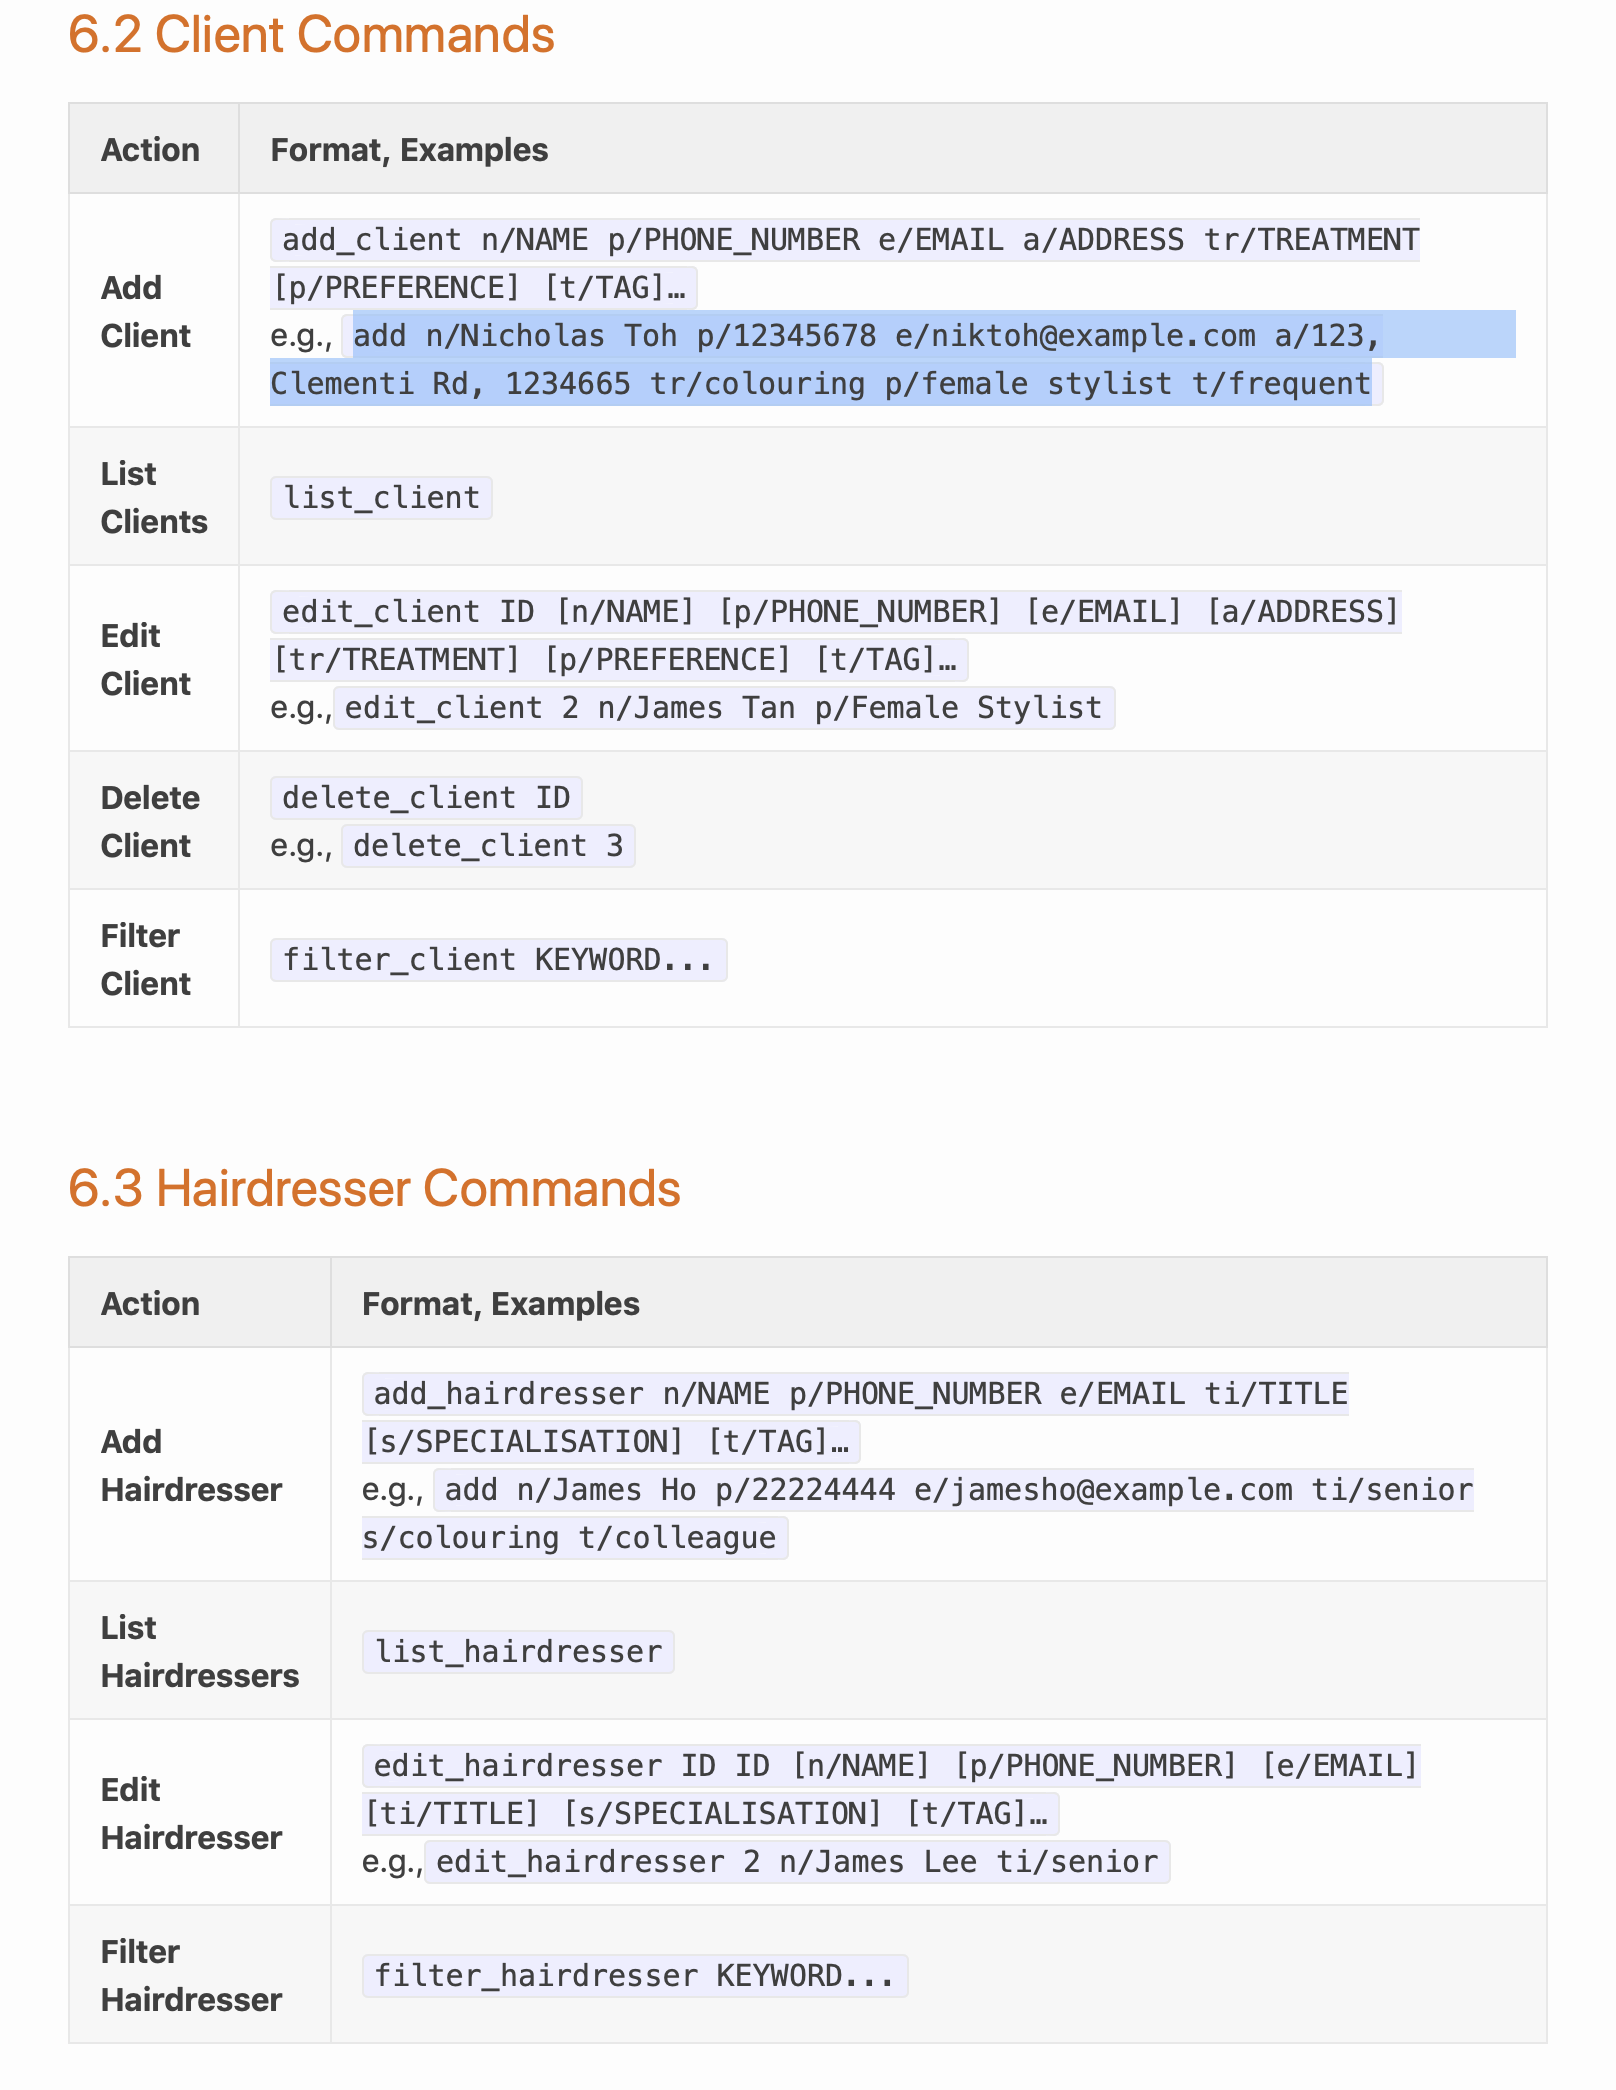 6.2 Client Commands
Action Format, Examples
Add Client
add_client n/NAME p/PHONE_NUMBER e/EMAIL a/ADDRESS tr/TREATMENT
[p/PREFERENCE] [t/TAG]…
e.g., add n/Nicholas Toh p/12345678 e/niktoh@example.com a/123,
Clementi Rd, 1234665 tr/colouring p/female stylist t/frequent
List
Clients
list_client
Edit
Client
edit_client ID [n/NAME] [p/PHONE_NUMBER] [e/EMAIL] [a/ADDRESS]
[tr/TREATMENT] [p/PREFERENCE] [t/TAG]…
e.g., edit_client 2 n/James Tan p/Female Stylist
Delete
Client
delete_client ID
e.g., delete_client 3
Filter
Client
filter_client KEYWORD...
6.3 Hairdresser Commands
Action Format, Examples
Add
Hairdresser
add_hairdresser n/NAME p/PHONE_NUMBER e/EMAIL ti/TITLE
[s/SPECIALISATION] [t/TAG]…
e.g., add n/James Ho p/22224444 e/jamesho@example.com ti/senior
s/colouring t/colleague
List
Hairdressers
list_hairdresser
Edit
Hairdresser
edit_hairdresser ID ID [n/NAME] [p/PHONE_NUMBER] [e/EMAIL]
[ti/TITLE] [s/SPECIALISATION] [t/TAG]…
e.g., edit_hairdresser 2 n/James Lee ti/senior
Filter
Hairdresser
filter_hairdresser KEYWORD...